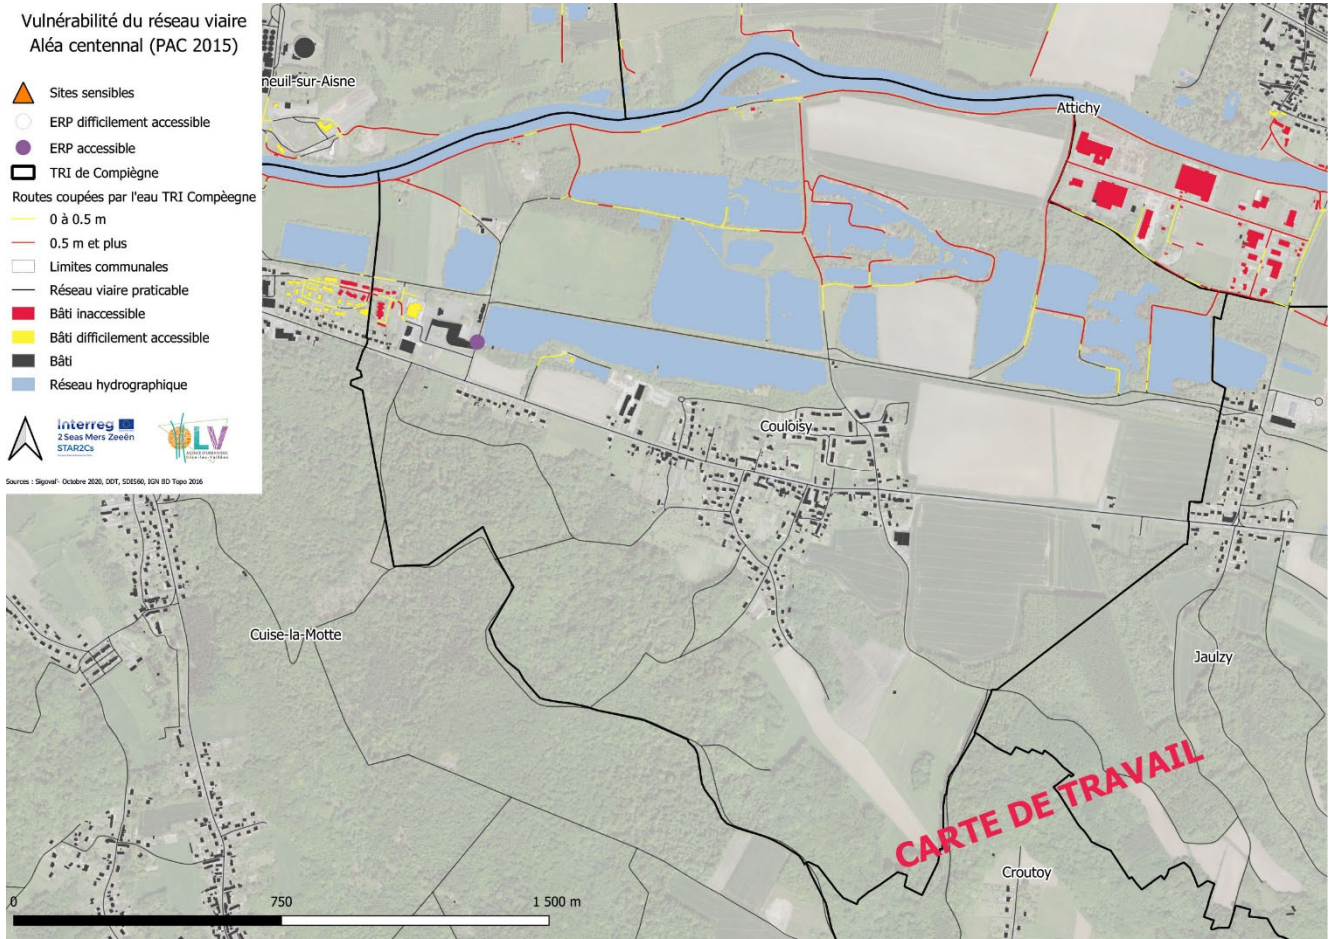 Vulnérabilité du réseau viaire
Aléa centennal (PAC 2015)
Sites sensibles
ERP difficilement accessible
ERP accessible
TRI de Compiègne
Routes coupées par l'eau TRI Compèegne
0 à 0.5 m
0.5 m et plus
Limites communales
Réseau viaire praticable
Bâti inaccessible
Bâti difficilement accessible
Bâti
Réseau hydrographique
Interreg
2 Seas Mers Zeeën
STAR2Cs
OLV
Sources : Sigoval'- Octobre 2020, DDT, SDIS60, IGN BD Topo 2016
neuil-sur-Aisne
Attichy
Couloisy
Cuise-la-Motte
Jaulzy
CARTE DE TRAVAIL
Croutoy
0 750 1 500 m